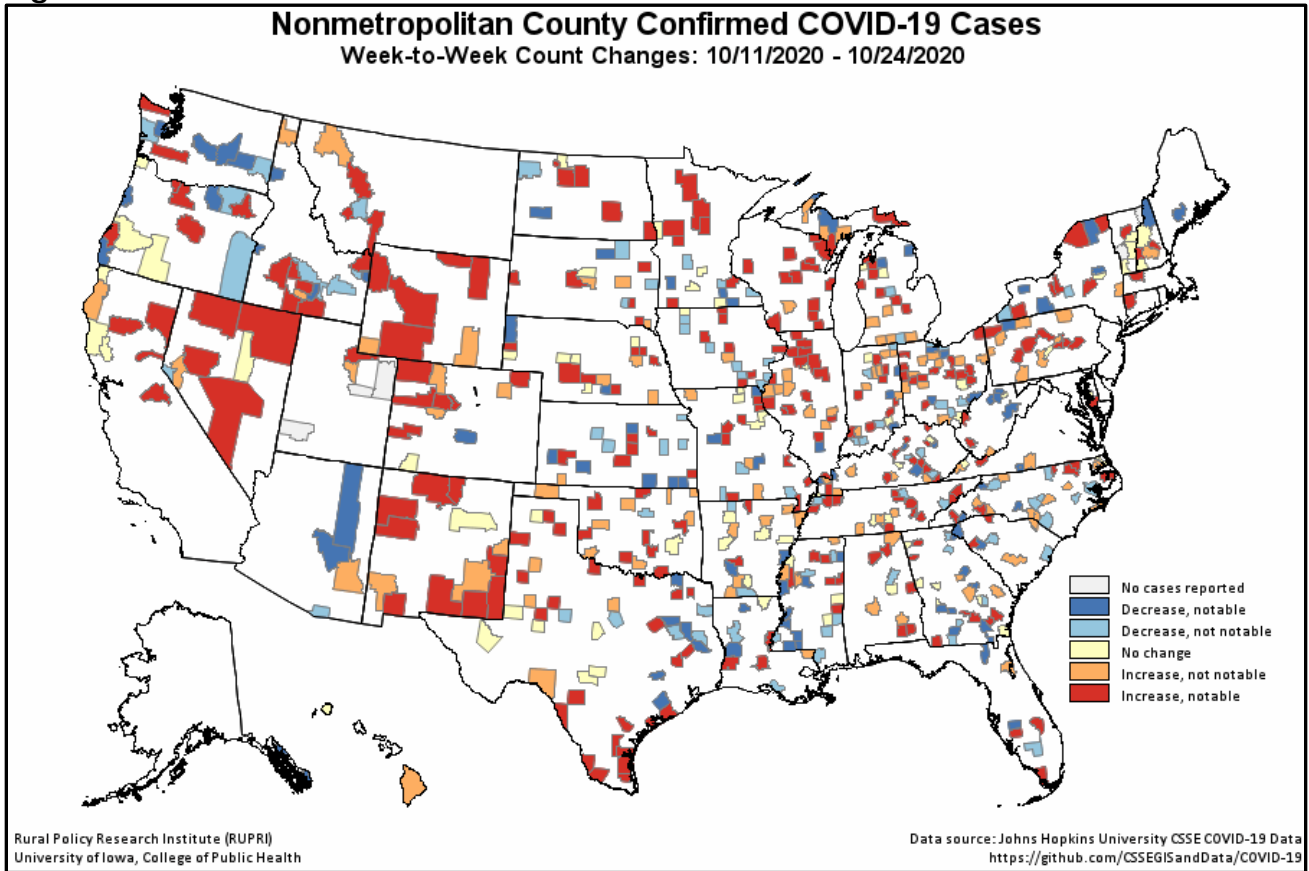 Nonmetropolitan County Confirmed COVID-19 Cases
Week-to-Week Count Changes: 10/11/2020 - 10/24/2020
No cases reported
Decrease, notable
Decrease, not notable
No change
Increase, not notable
Increase, notable
Rural Policy Research Institute (RUPRI)
University of Iowa, College of Public Health
Data source: Johns Hopkins University CSSE COVID-19 Data
https://github.com/CSSEGISandData/COVID-19